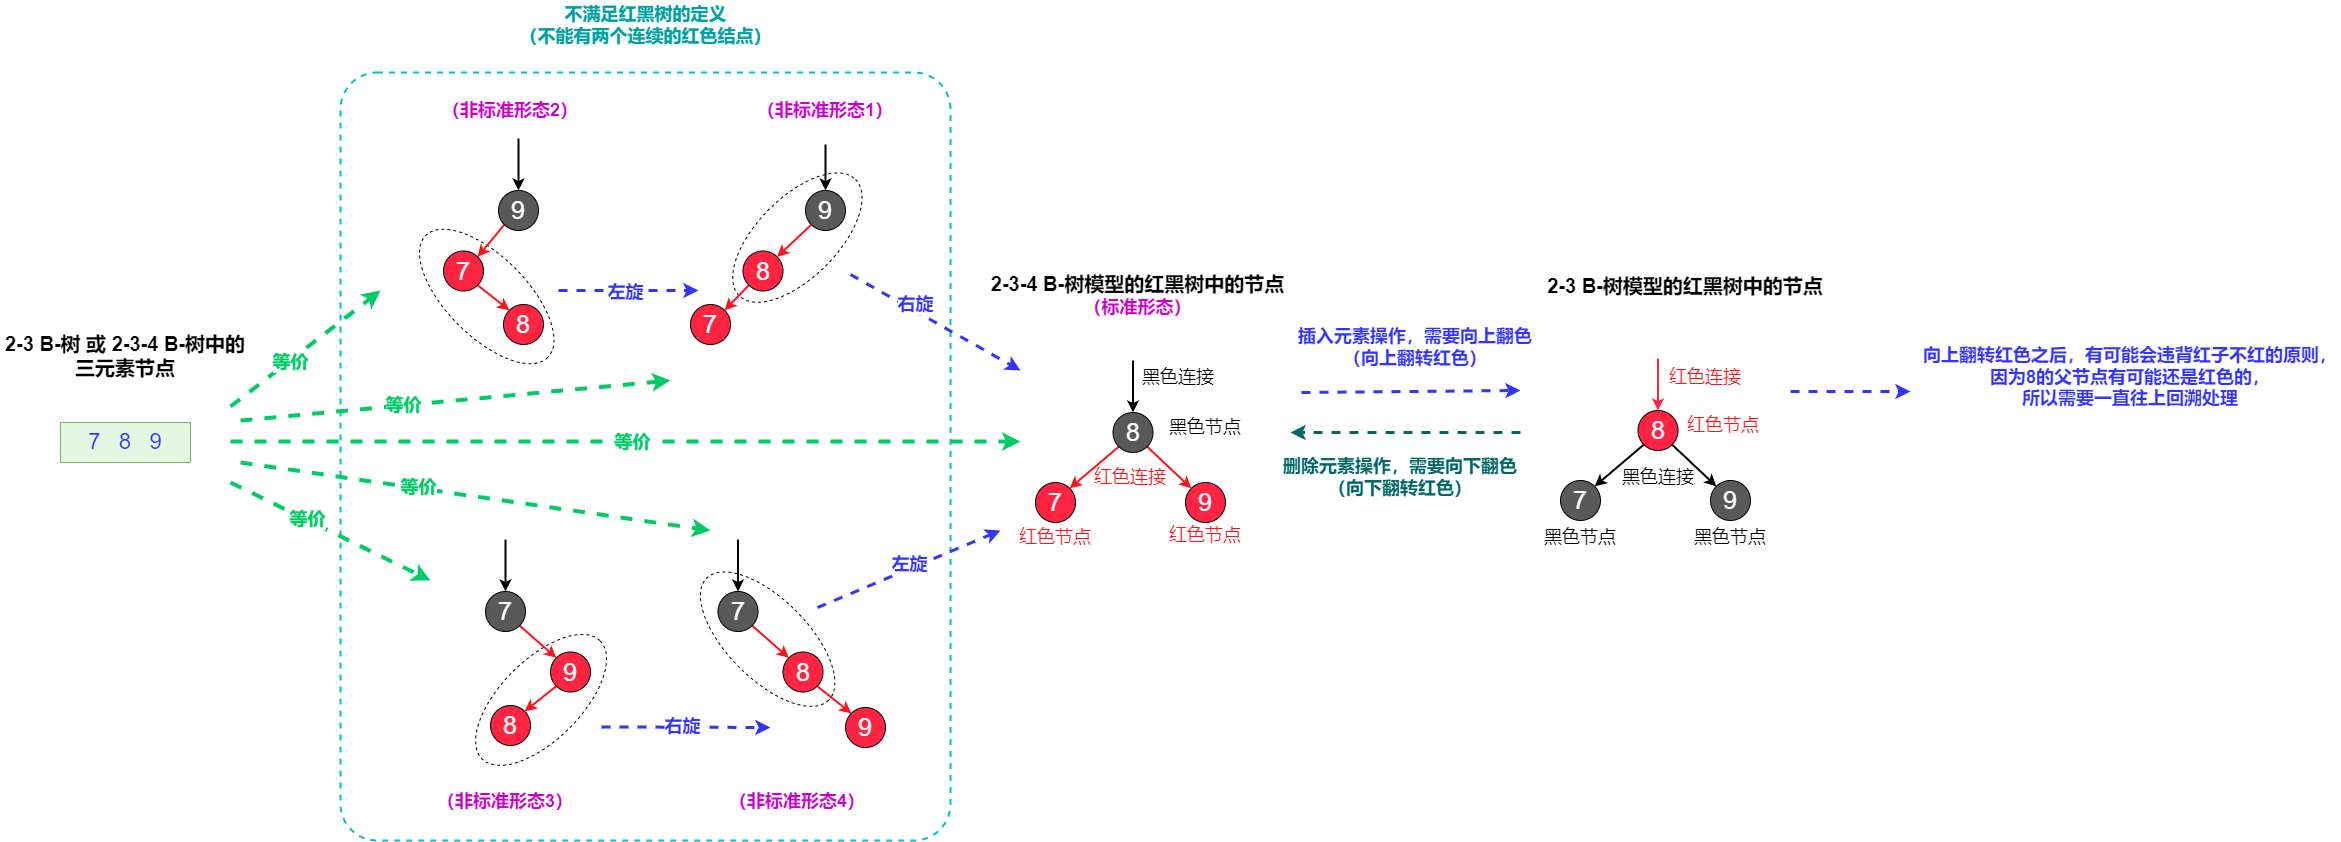 不满足红黑树的定义
（不能有两个连续的红色结点）
（非标准形态2）
（非标准形态1）
9
7
8
左旋
9
8
7
右旋
2-3 B-树 或 2-3-4 B-树中的
三元素节点
7 8 9
等价
等价
等价
等价
等价
7
9
8
右旋
7
8
9
左旋
（非标准形态3）
（非标准形态4）
2-3-4 B-树模型的红黑树中的节点
（标准形态）
黑色连接
8
黑色节点
红色连接
7
9
红色节点
红色节点
插入元素操作，需要向上翻色
（向上翻转红色）
删除元素操作，需要向下翻色
（向下翻转红色）
2-3 B-树模型的红黑树中的节点
红色连接
8
红色节点
黑色连接
7
9
黑色节点
黑色节点
向上翻转红色之后，有可能会违背红子不红的原则，
因为8的父节点有可能还是红色的，
所以需要一直往上回溯处理